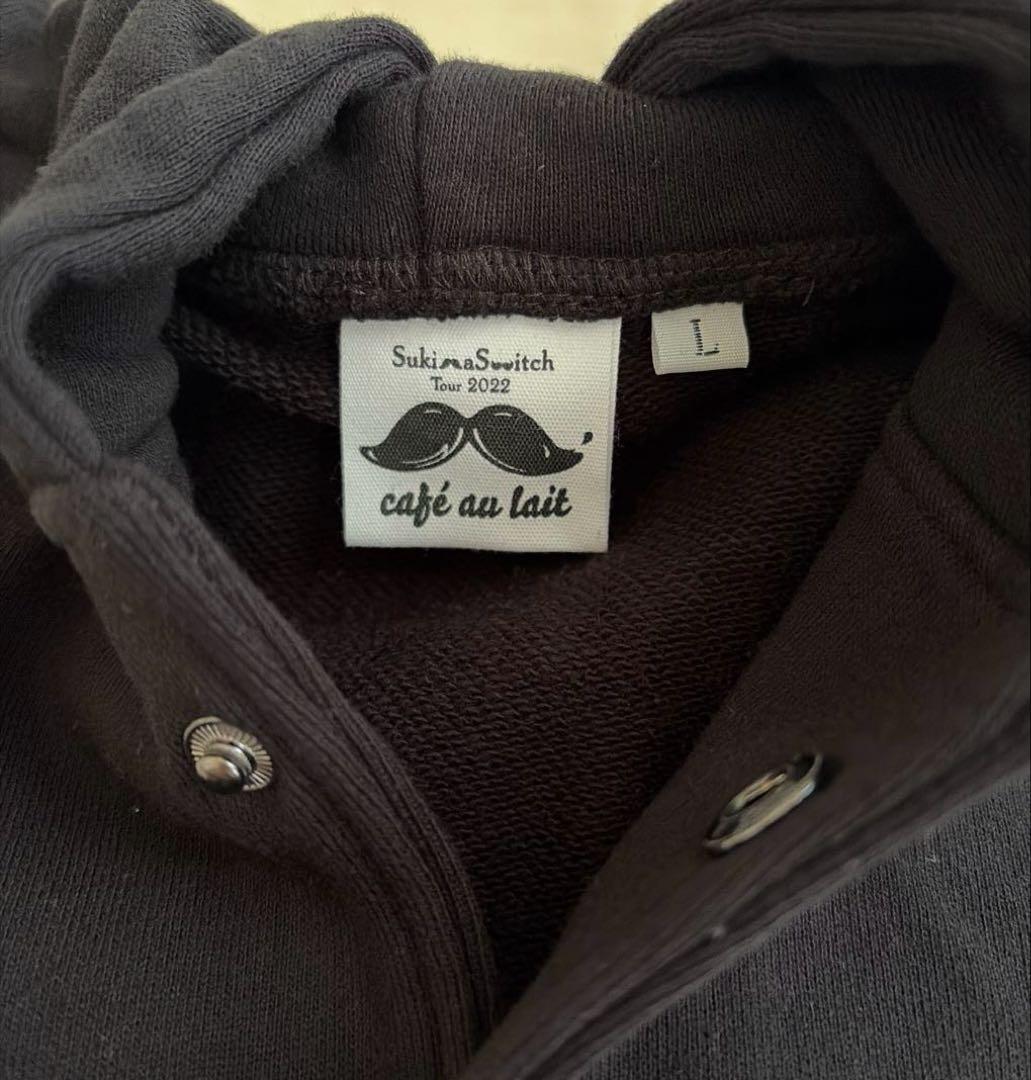 SukimaSwitch
Tour 2022
café au lait
L